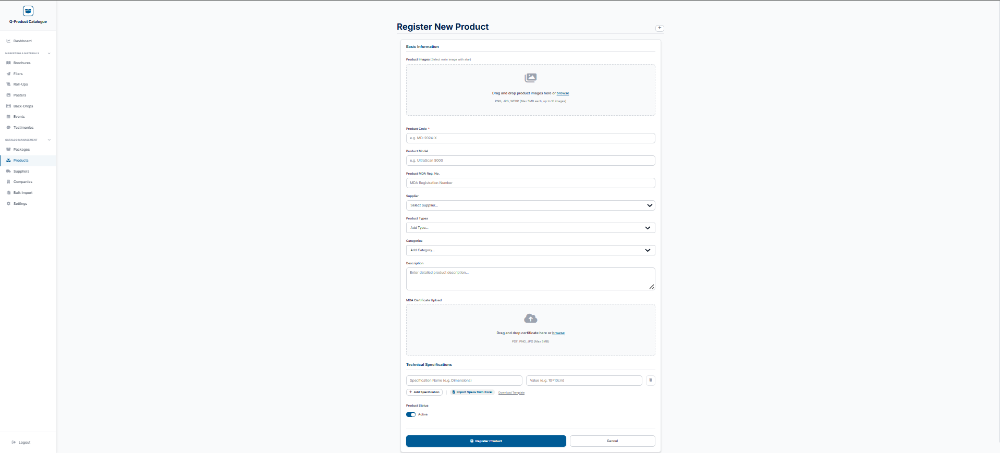 Q-Product Catalogue
Dashboard
MARKETING & MATERIALS
Brochures
Fliers
Roll-Ups
Posters
Back-Drops
Events
Testimonies
CATALOG MANAGEMENT
Packages
Products
Suppliers
Companies
Bulk Import
Settings
Logout
Register New Product
Basic Information
Product Images (Select main image with star)
Drag and drop product images here or browse
PNG, JPG, WEBP (Max 5MB each, up to 10 images)
Product Code *
e.g. MD-2024-X
Product Model
e.g. UltraScan 5000
Product MDA Reg. No.
MDA Registration Number
Supplier
Select Supplier...
Product Types
Add Type...
Categories
Add Category...
Description
Enter detailed product description...
MDA Certificate Upload
Drag and drop certificate here or browse
PDF, PNG, JPG (Max 5MB)
Technical Specifications
Specification Name (e.g. Dimensions) Value (e.g. 10*10cm)
+ Add Specification Import Specs from Excel Download Template
Product Status
Active
Register Product Cancel